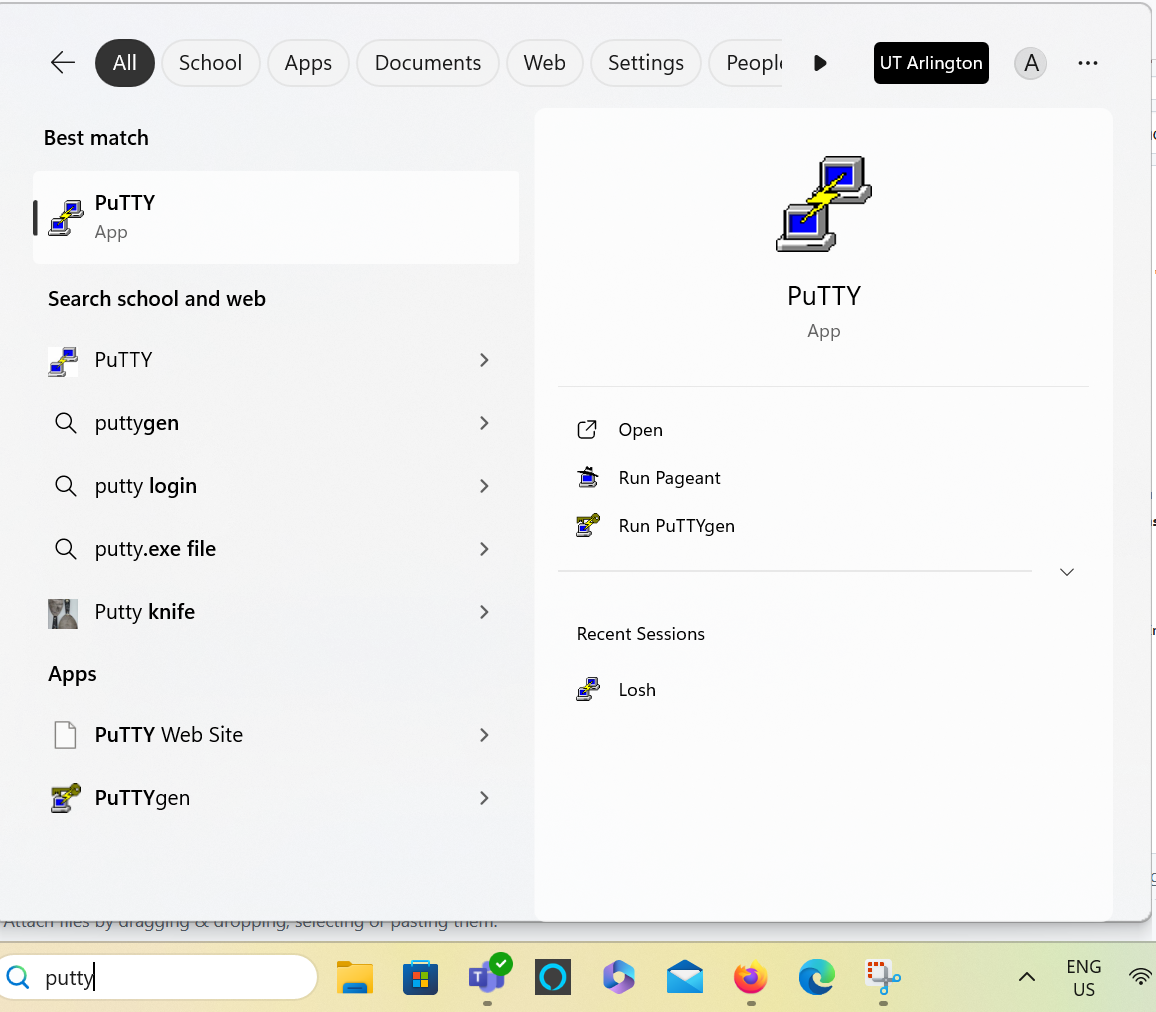 All
School
Apps
Documents
Web
Settings
People
UT Arlington
A
Best match
PuTTY
App
Search school and web
PuTTY
puttygen
putty login
putty.exe file
Putty knife
Apps
PuTTY Web Site
PuTTYgen
PuTTY
App
Open
Run Pageant
Run PuTTYgen
Recent Sessions
Losh
Attach files by dragging & dropping, selecting or pasting them.
putty
T
ENG
US